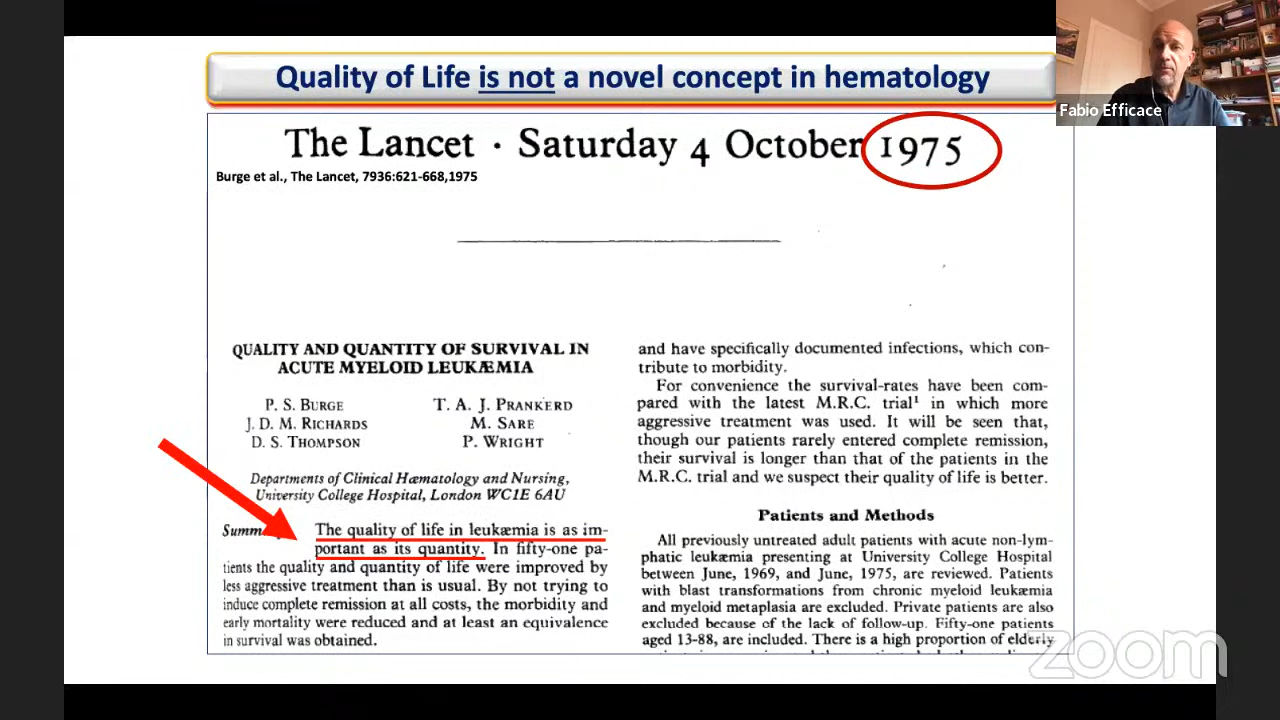 Quality of Life is not a novel concept in hematology
Fabio Efficace
The Lancet · Saturday 4 October 1975
Burge et al., The Lancet, 7936:621-668,1975
QUALITY AND QUANTITY OF SURVIVAL IN
ACUTE MYELOID LEUKÆMIA
P. S. BURGE
T. A. J. PRANKERD
J. D. M. RICHARDS
M. SARE
D. S. THOMPSON
P. WRIGHT
Departments of Clinical Hæmatology and Nursing,
University College Hospital, London WC1E 6AU
The quality of life in leukæmia is as im-
portant as its quantity. In fifty-one pa-
tients the quality and quantity of life were improved by
less aggressive treatment than is usual. By not trying to
induce complete remission at all costs, the morbidity and
early mortality were reduced and at least an equivalence
in survival was obtained.
and have specifically documented infections, which con-
tribute to morbidity.
For convenience the survival-rates have been com-
pared with the latest M.R.C. trial¹ in which more
aggressive treatment was used. It will be seen that,
though our patients rarely entered complete remission,
their survival is longer than that of the patients in the
M.R.C. trial and we suspect their quality of life is better.
Patients and Methods
All previously untreated adult patients with acute non-lym-
phatic leukæmia presenting at University College Hospital
between June, 1969, and June, 1975, are reviewed. Patients
with blast transformations from chronic myeloid leukæmia
and myeloid metaplasia are excluded. Private patients are also
excluded because of the lack of follow-up. Fifty-one patients
aged 13-88, are included. There is a high proportion of elderly
zoom